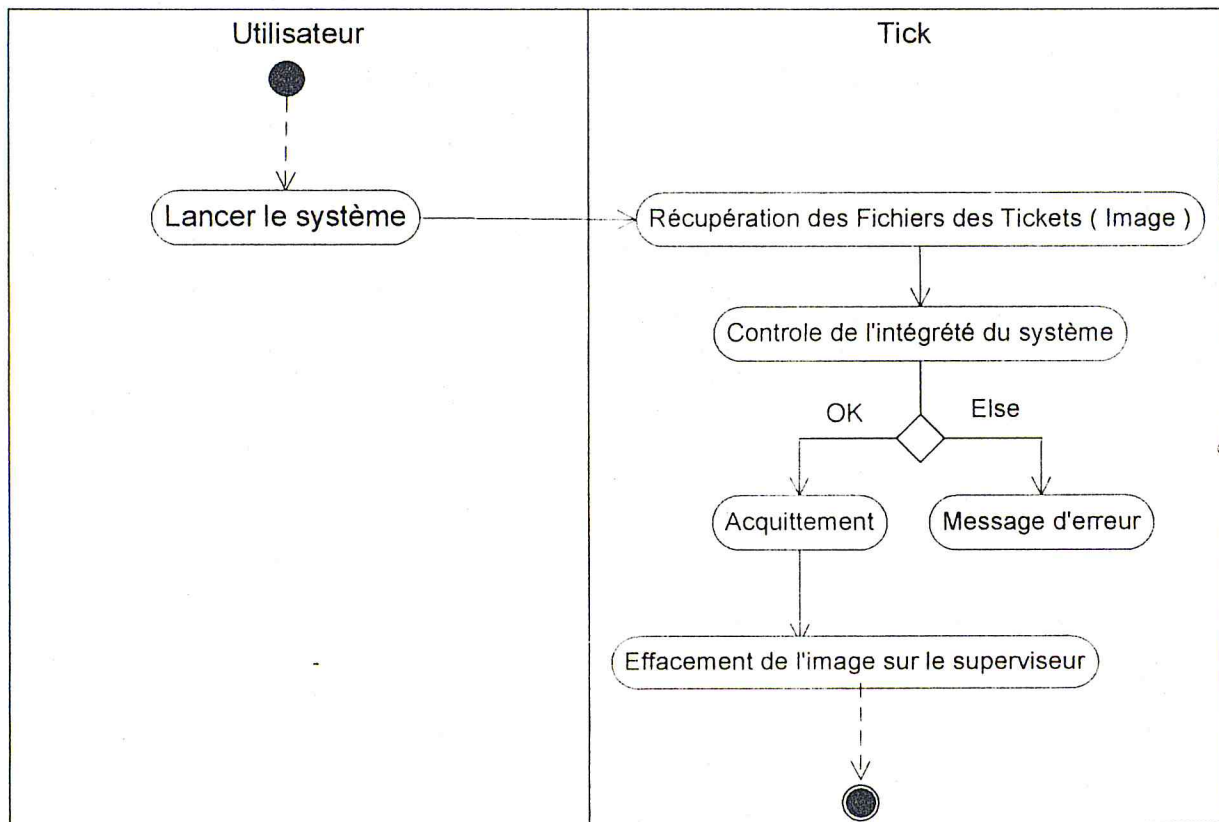 Utilisateur
Tick
Lancer le système
Récupération des Fichiers des Tickets ( Image )
Controle de l'intégrété du système
OK
Else
Acquittement
Message d'erreur
Effacement de l'image sur le superviseur